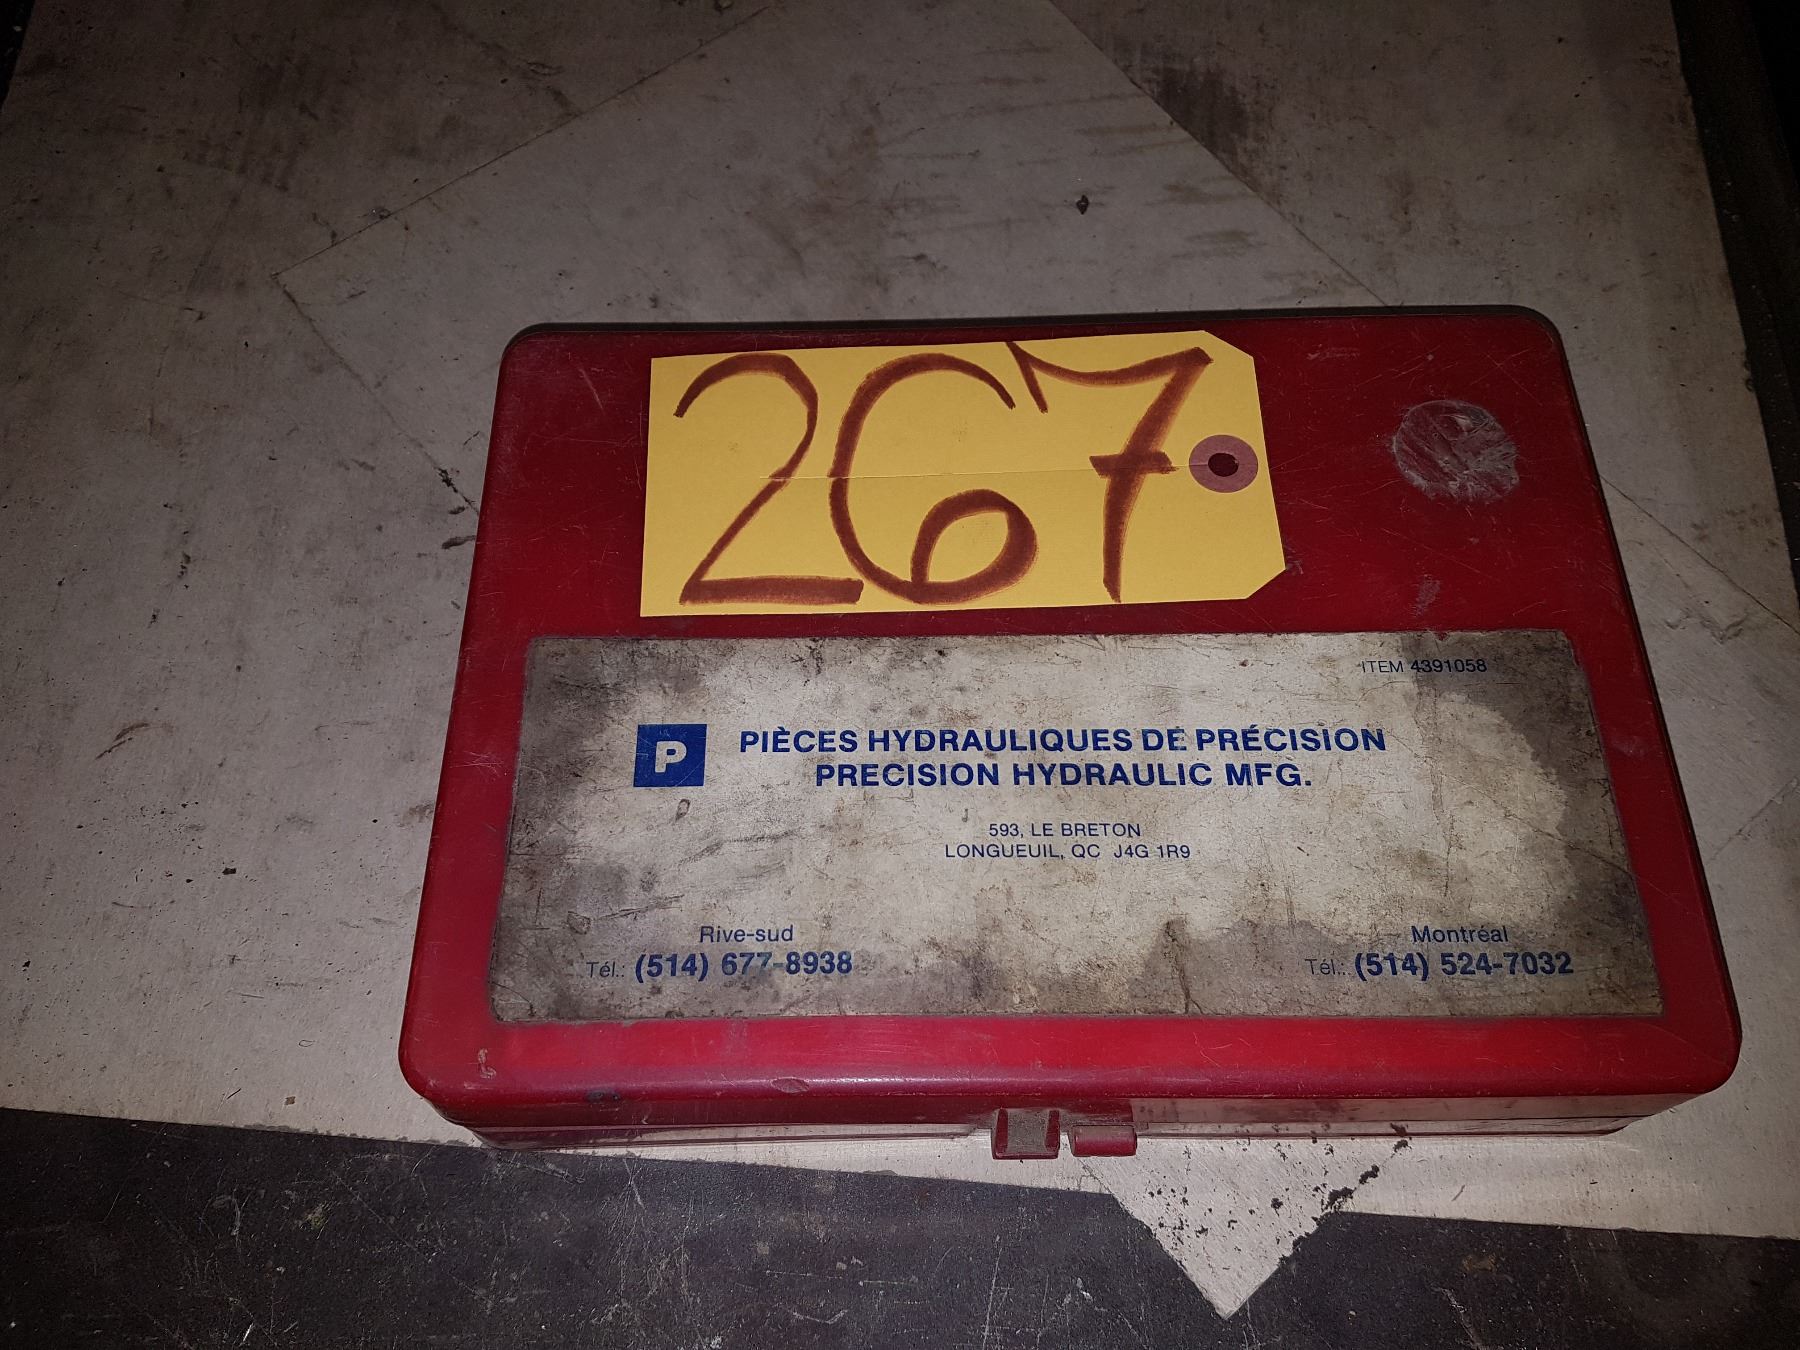 267
ITEM 4391058
P
PIÈCES HYDRAULIQUES DE PRÉCISION
PRECISION HYDRAULIC MFG.
593, LE BRETON
LONGUEUIL, QC J4G 1R9
Rive-sud
Tél.: (514) 677-8938
Montréal
Tél.: (514) 524-7032